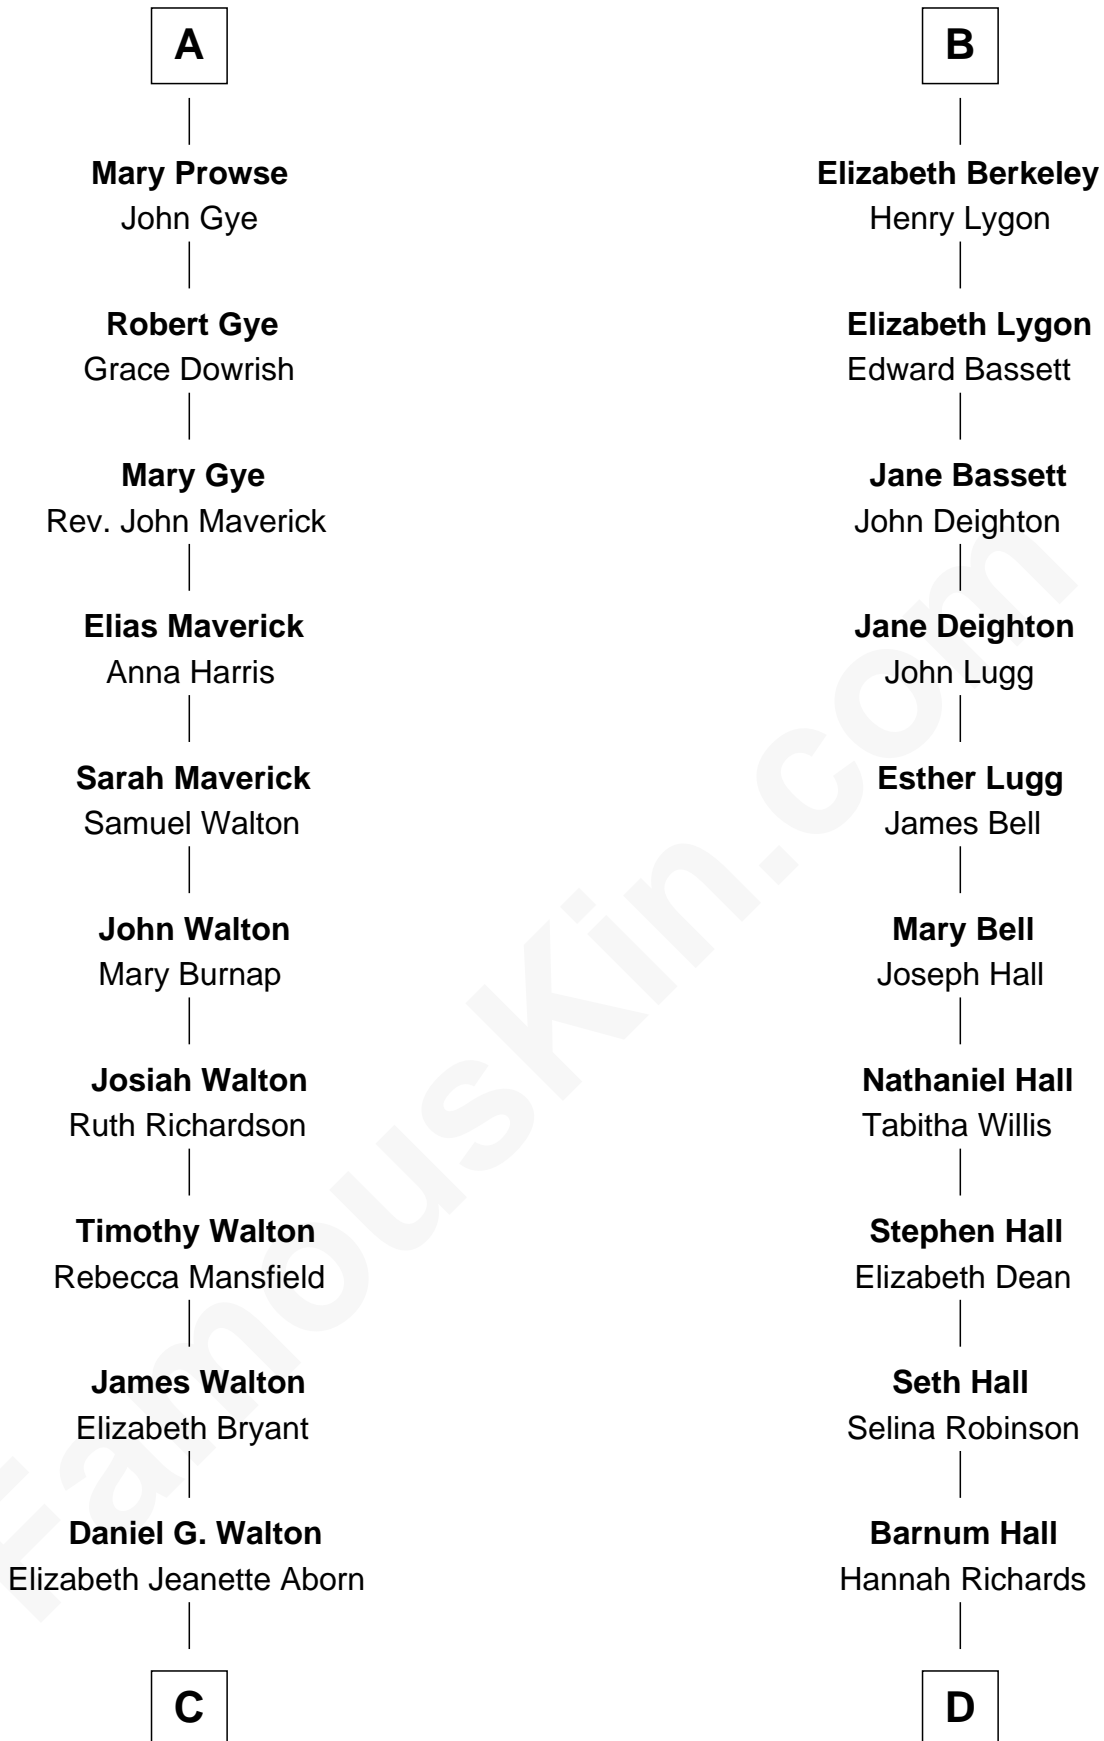 A
Mary Prowse
John Gye
Robert Gye
Grace Dowrish
Mary Gye
Rev. John Maverick
Elias Maverick
Anna Harris
Sarah Maverick
Samuel Walton
John Walton
Mary Burnap
Josiah Walton
Ruth Richardson
Timothy Walton
Rebecca Mansfield
James Walton
Elizabeth Bryant
Daniel G. Walton
Elizabeth Jeanette Aborn
C
B
Elizabeth Berkeley
Henry Lygon
Elizabeth Lygon
Edward Bassett
Jane Bassett
John Deighton
Jane Deighton
John Lugg
Esther Lugg
James Bell
Mary Bell
Joseph Hall
Nathaniel Hall
Tabitha Willis
Stephen Hall
Elizabeth Dean
Seth Hall
Selina Robinson
Barnum Hall
Hannah Richards
D
FamousKin.com